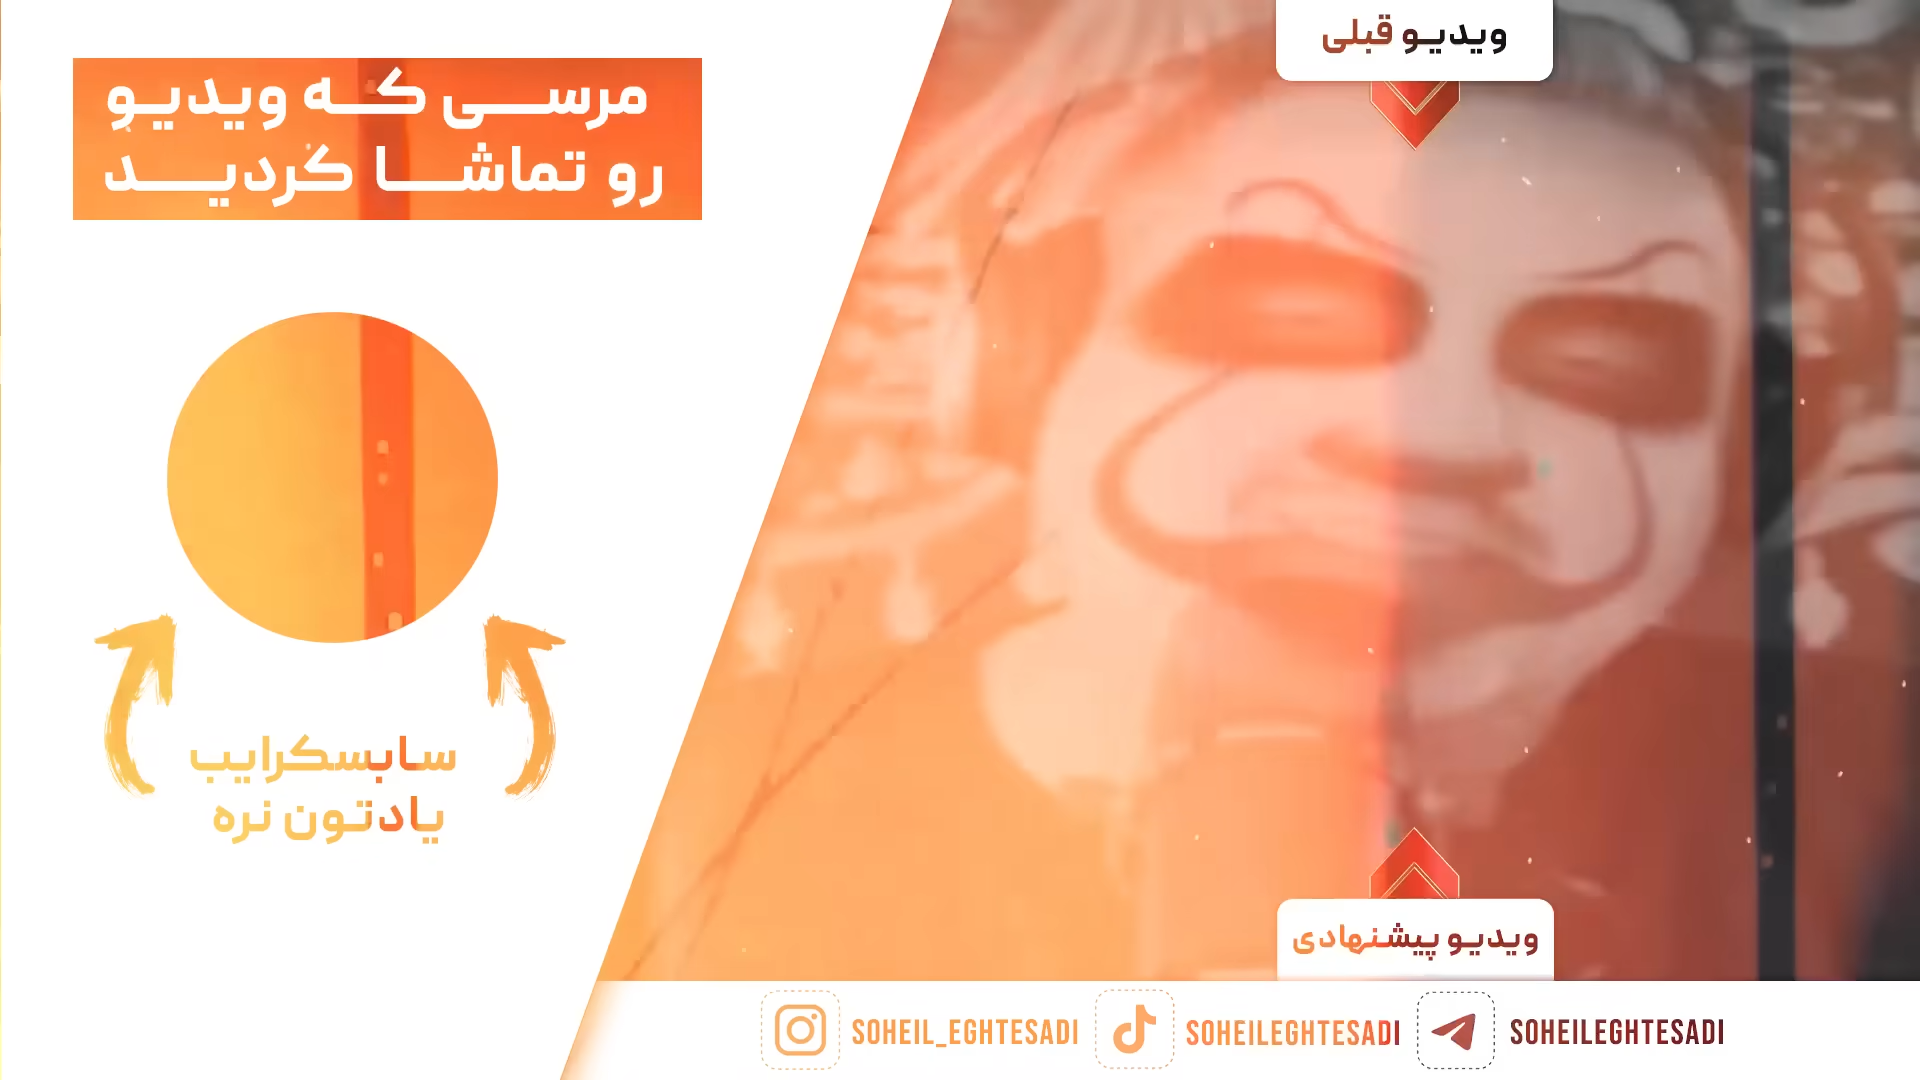 مرسی که ویدیو
رو تماشا کردید
سابسکرایب
یادتون نره
ویدیو قبلی
ویدیو پیشنهادی
SOHEIL_EGHTESADI
SOHEILEGHTESADI
SOHEILEGHTESADI